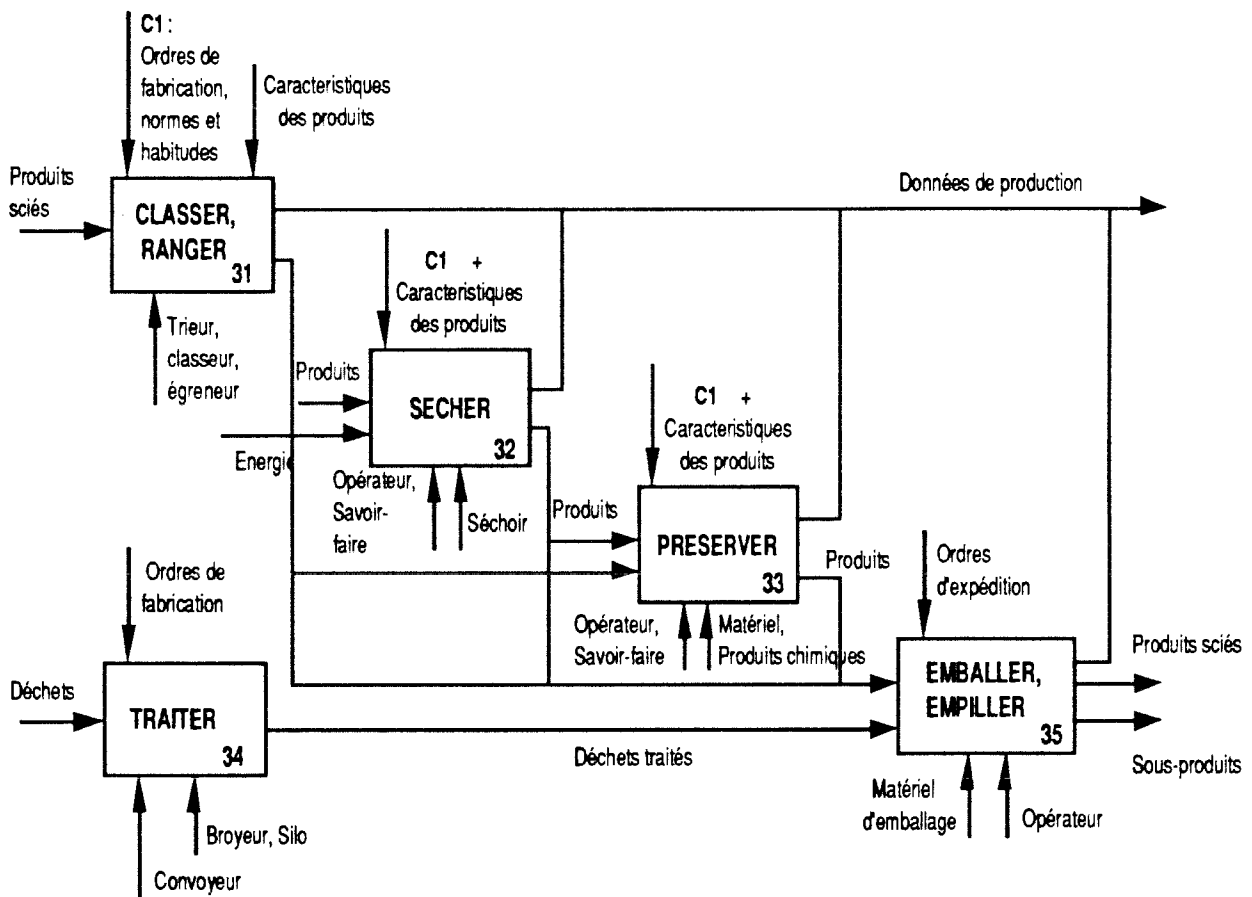 C1 :
Ordres de
fabrication,
normes et
habitudes
Caracteristiques
des produits
Produits
sciés
CLASSER,
RANGER
31
Données de production
Trieur,
classeur,
égreneur
C1 +
Caracteristiques
des produits
Produits
SECHER
32
Energie
Opérateur,
Savoir-
faire
Séchoir
C1 +
Caracteristiques
des produits
Produits
PRESERVER
33
Produits
Opérateur,
Savoir-faire
Matériel,
Produits chimiques
Ordres
d'expédition
Ordres de
fabrication
Déchets
TRAITER
34
Déchets traités
EMBALLER,
EMPILLER
35
Produits sciés
Sous-produits
Broyeur, Silo
Convoyeur
Matériel
d'emballage
Opérateur